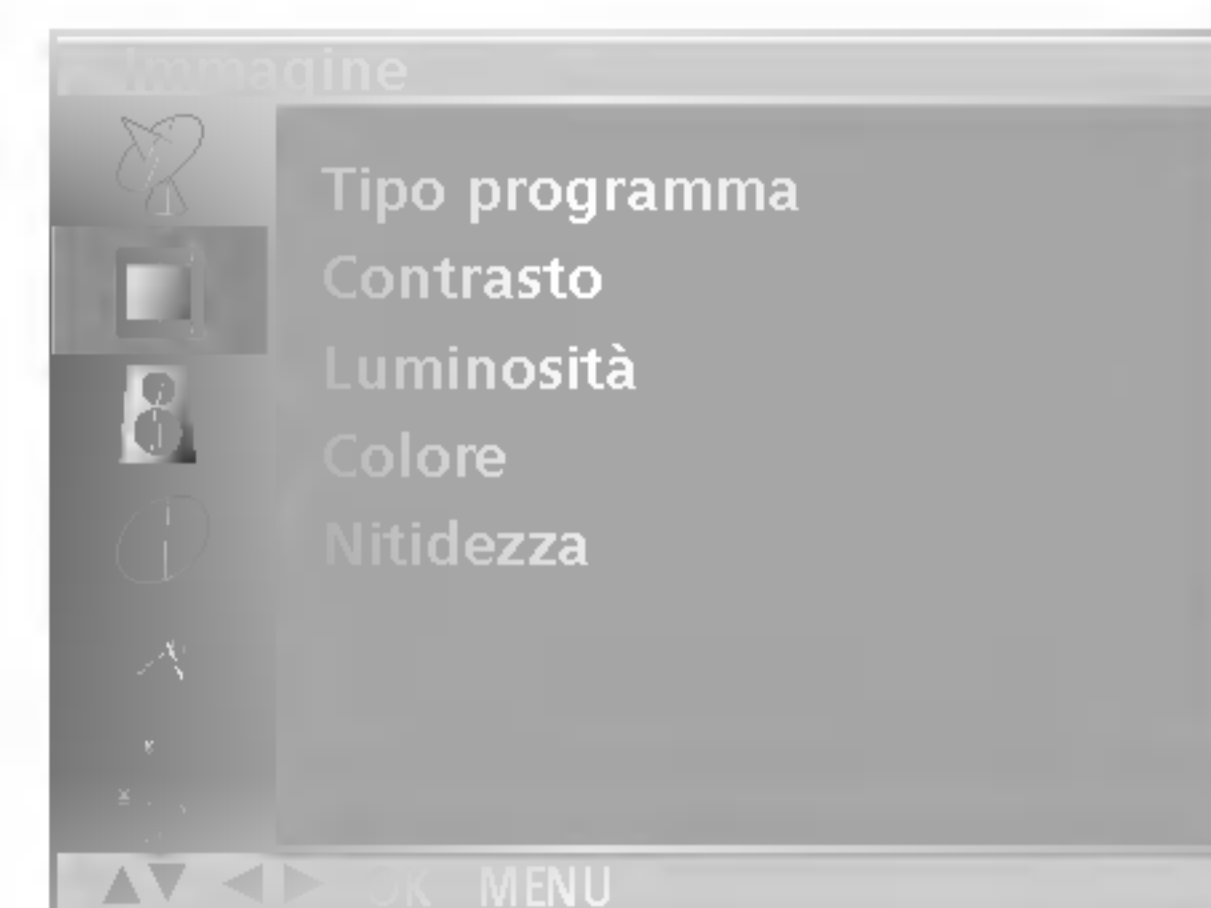 Immagine
Tipo programma
Contrasto
Luminosità
Colore
Nitidezza
OK MENU